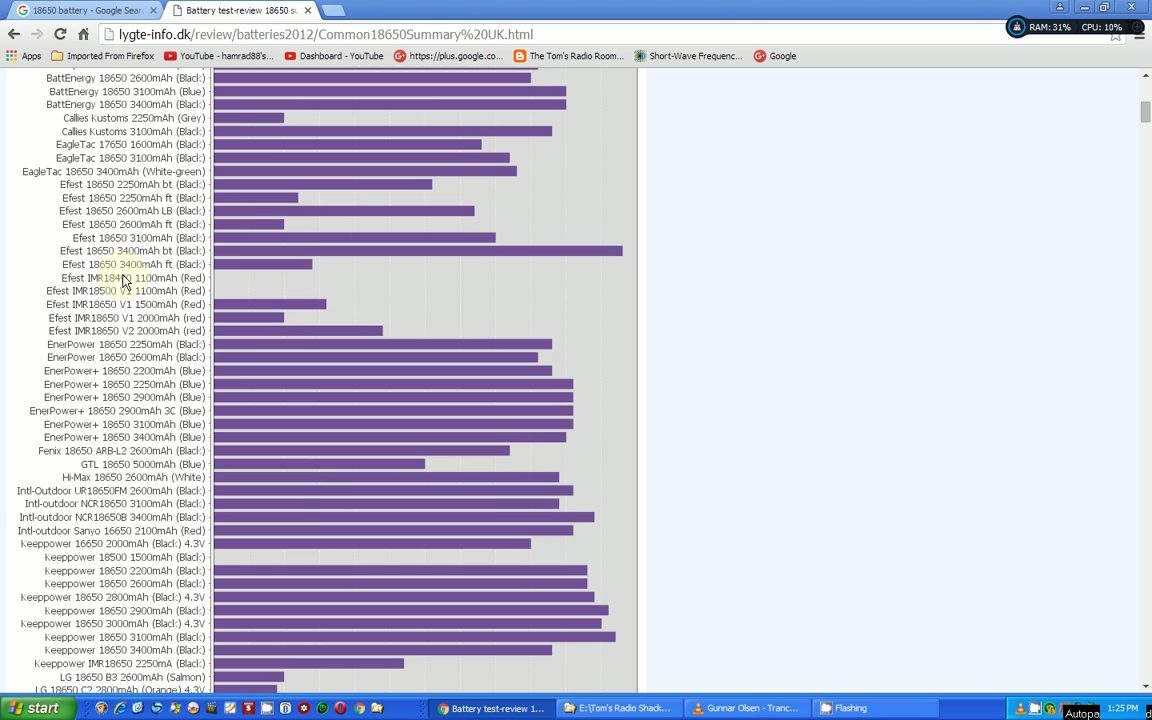 18650 battery - Google Sear
Battery test-review 18650 su
lygte-info.dk/review/batteries2012/Common18650Summary%20UK.html
RAM: 31% CPU: 10%
Apps
Imported From Firefox
YouTube - hamrad88's...
Dashboard - YouTube
https://plus.google.co...
The Tom's Radio Room...
Short-Wave Frequenc...
Google
BattEnergy 18650 2600mAh (Black)
BattEnergy 18650 3100mAh (Blue)
BattEnergy 18650 3400mAh (Black)
Callies Kustoms 2250mAh (Grey)
Callies Kustoms 3100mAh (Black)
EagleTac 17650 1600mAh (Black)
EagleTac 18650 3100mAh (Black)
EagleTac 18650 3400mAh (White-green)
Efest 18650 2250mAh bt (Black)
Efest 18650 2250mAh ft (Black)
Efest 18650 2600mAh LB (Black)
Efest 18650 2600mAh ft (Black)
Efest 18650 3100mAh (Black)
Efest 18650 3400mAh bt (Black)
Efest 18650 3400mAh ft (Black)
Efest 1100mAh (Red)
Efest IMR18500 V1 1100mAh (Red)
Efest IMR18650 V1 1500mAh (Red)
Efest IMR18650 V1 2000mAh (red)
Efest IMR18650 V2 2000mAh (red)
EnerPower 18650 2250mAh (Black)
EnerPower 18650 2600mAh (Black)
EnerPower+ 18650 2200mAh (Blue)
EnerPower+ 18650 2250mAh (Blue)
EnerPower+ 18650 2900mAh (Blue)
EnerPower+ 18650 2900mAh 3C (Blue)
EnerPower+ 18650 3100mAh (Blue)
EnerPower+ 18650 3400mAh (Blue)
Fenix 18650 ARB-L2 2600mAh (Black)
GTL 18650 5000mAh (Blue)
Hi-Max 18650 2600mAh (White)
Intl-Outdoor UR18650FM 2600mAh (Black)
Intl-outdoor NCR18650 3100mAh (Black)
Intl-outdoor NCR18650B 3400mAh (Black)
Intl-outdoor Sanyo 16650 2100mAh (Red)
Keeppower 16650 2000mAh (Black) 4.3V
Keeppower 18500 1500mAh (Black)
Keeppower 18650 2200mAh (Black)
Keeppower 18650 2600mAh (Black)
Keeppower 18650 2800mAh (Black) 4.3V
Keeppower 18650 2900mAh (Black)
Keeppower 18650 3000mAh (Black) 4.3V
Keeppower 18650 3100mAh (Black)
Keeppower 18650 3400mAh (Black)
Keeppower IMR18650 2250mA (Black)
LG 18650 B3 2600mAh (Salmon)
LG 18650 C2 2800mAh (Orange) 4.3V
start
Battery test-review 1...
E:\Tom's Radio Shack...
Gunnar Olsen - Tranc...
Flashing
1:25 PM
Autopa